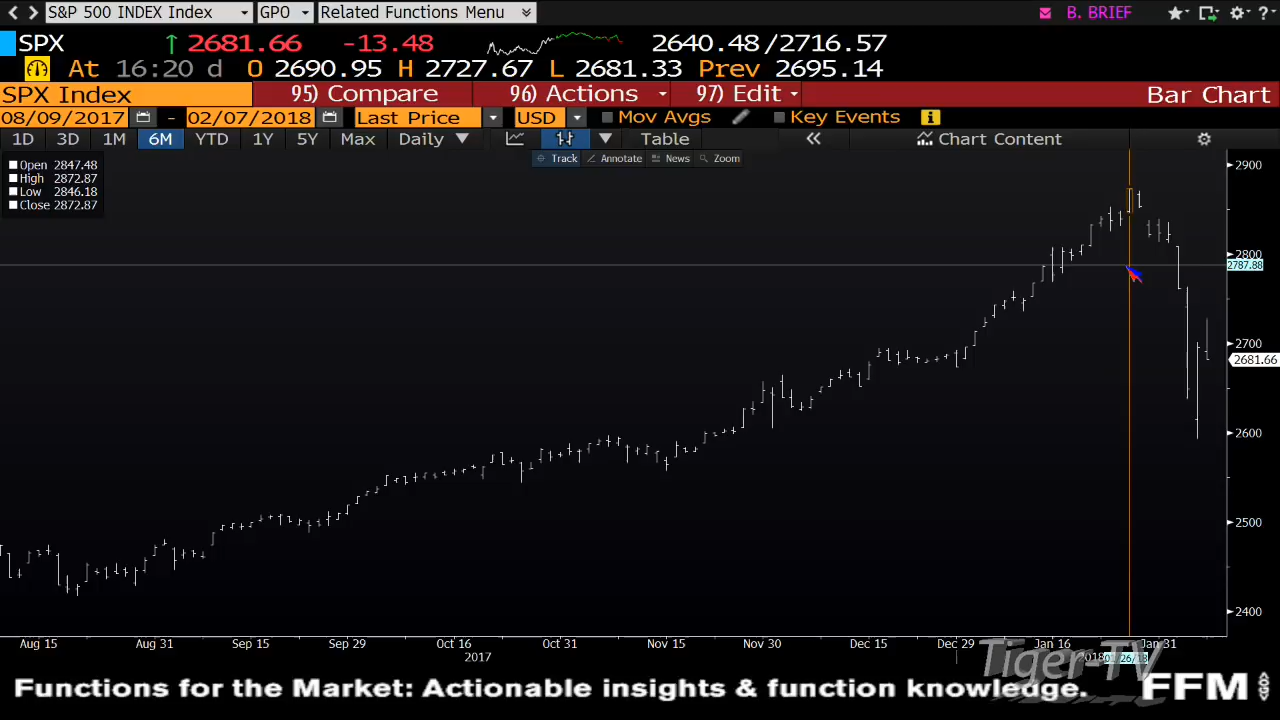 S&P 500 INDEX Index GPO Related Functions Menu B. BRIEF ?
SPX ↑ 2681.66 -13.48 2640.48/2716.57
At 16:20 d O 2690.95 H 2727.67 L 2681.33 Prev 2695.14
SPX Index 95) Compare 96) Actions 97) Edit Bar Chart
08/09/2017 - 02/07/2018 Last Price USD Mov Avgs Key Events i
1D 3D 1M 6M YTD 1Y 5Y Max Daily Table « Chart Content
Track Annotate News Zoom
Open 2847.48
High 2872.87
Low 2846.18
Close 2872.87
2900
2800
2787.88
2700
2681.66
2600
2500
2400
Aug 15 Aug 31 Sep 15 Sep 29 Oct 16 Oct 31 Nov 15 Nov 30 Dec 15 Dec 29 Jan 16 Jan 31
2017 2018 01/26/18
Tiger-TV
Functions for the Market: Actionable insights & function knowledge. FFM